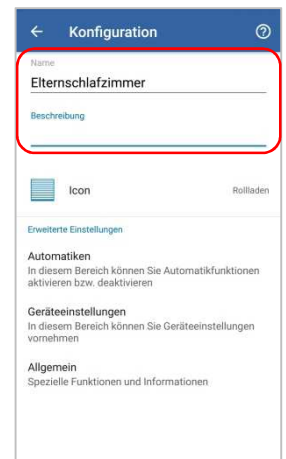 Konfiguration
Name
Elternschlafzimmer
Beschreibung
Icon Rollladen
Erweiterte Einstellungen
Automatiken
In diesem Bereich können Sie Automatikfunktionen
aktivieren bzw. deaktivieren
Geräteeinstellungen
In diesem Bereich können Sie Geräteeinstellungen
vornehmen
Allgemein
Spezielle Funktionen und Informationen